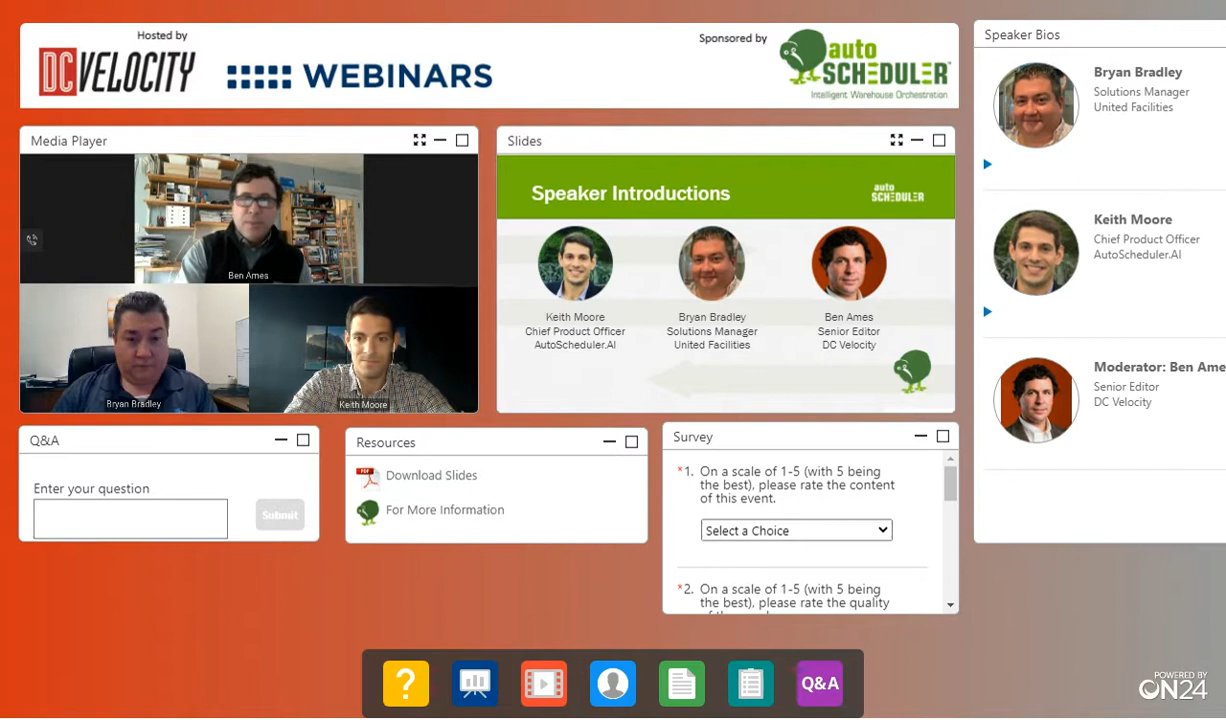 Hosted by
DCVELOCITY
WEBINARS
Sponsored by
auto
SCHEDULER™
Intelligent Warehouse Orchestration
Media Player
Ben Ames
Bryan Bradley
Keith Moore
Slides
Speaker Introductions
auto
SCHEDULER
Keith Moore
Chief Product Officer
AutoScheduler.AI
Bryan Bradley
Solutions Manager
United Facilities
Ben Ames
Senior Editor
DC Velocity
Speaker Bios
Bryan Bradley
Solutions Manager
United Facilities
Keith Moore
Chief Product Officer
AutoScheduler.AI
Moderator: Ben Ame
Senior Editor
DC Velocity
Q&A
Enter your question
Submit
Resources
PDF
Download Slides
For More Information
Survey
*1. On a scale of 1-5 (with 5 being
the best), please rate the content
of this event.
Select a Choice
*2. On a scale of 1-5 (with 5 being
the best), please rate the quality
?
Q&A
POWERED BY
ON24